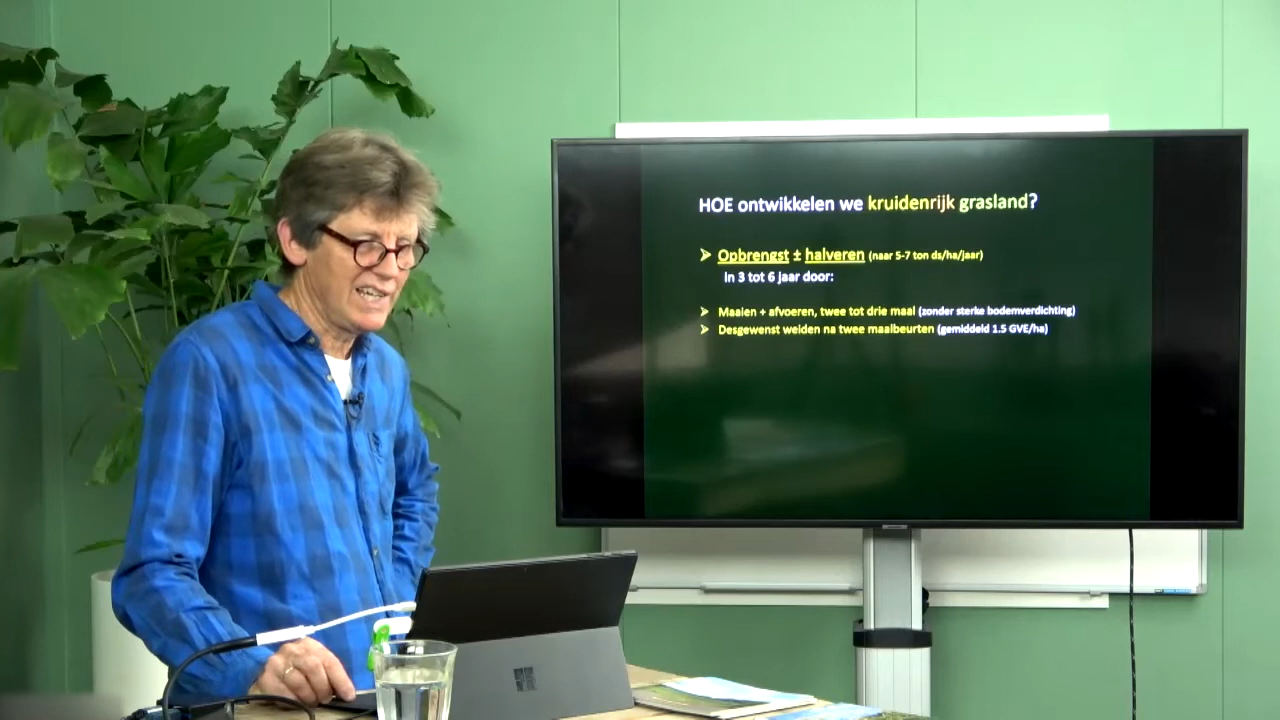 HOE ontwikkelen we kruidenrijk grasland?
➤ Opbrengst ± halveren (naar 5-7 ton ds/ha/jaar)
in 3 tot 6 jaar door:
➤ Maaien + afvoeren, twee tot drie maal (zonder sterke bodemverdichting)
➤ Desgewenst weiden na twee maaibeurten (gemiddeld 1.5 GVE/ha)